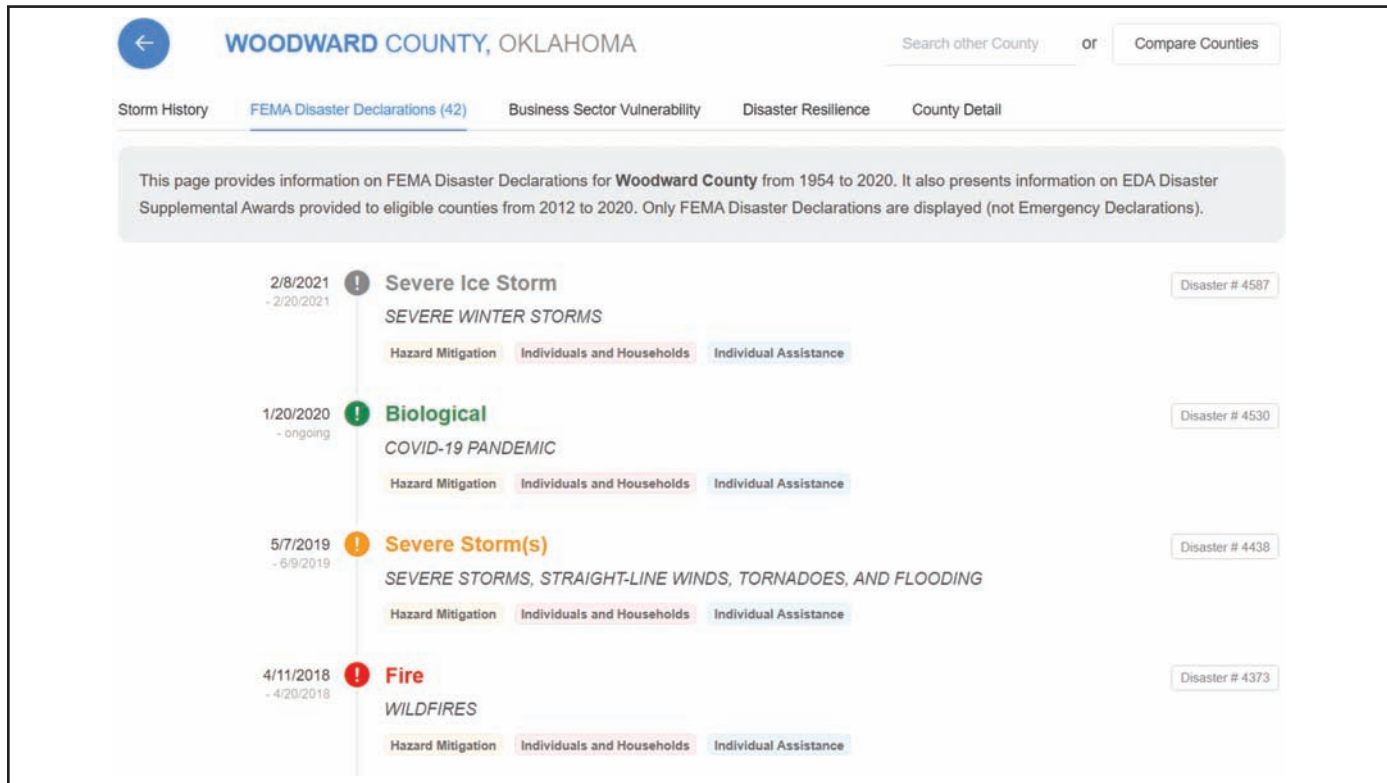 WOODWARD COUNTY, OKLAHOMA
Search other County or Compare Counties
Storm History FEMA Disaster Declarations (42) Business Sector Vulnerability Disaster Resilience County Detail
This page provides information on FEMA Disaster Declarations for Woodward County from 1954 to 2020. It also presents information on EDA Disaster
Supplemental Awards provided to eligible counties from 2012 to 2020. Only FEMA Disaster Declarations are displayed (not Emergency Declarations).
2/8/2021 ! Severe Ice Storm Disaster # 4587
- 2/20/2021
SEVERE WINTER STORMS
Hazard Mitigation Individuals and Households Individual Assistance
1/20/2020 ! Biological Disaster # 4530
- ongoing
COVID-19 PANDEMIC
Hazard Mitigation Individuals and Households Individual Assistance
5/7/2019 ! Severe Storm(s) Disaster # 4438
- 6/9/2019
SEVERE STORMS, STRAIGHT-LINE WINDS, TORNADOES, AND FLOODING
Hazard Mitigation Individuals and Households Individual Assistance
4/11/2018 ! Fire Disaster # 4373
- 4/20/2018
WILDFIRES
Hazard Mitigation Individuals and Households Individual Assistance